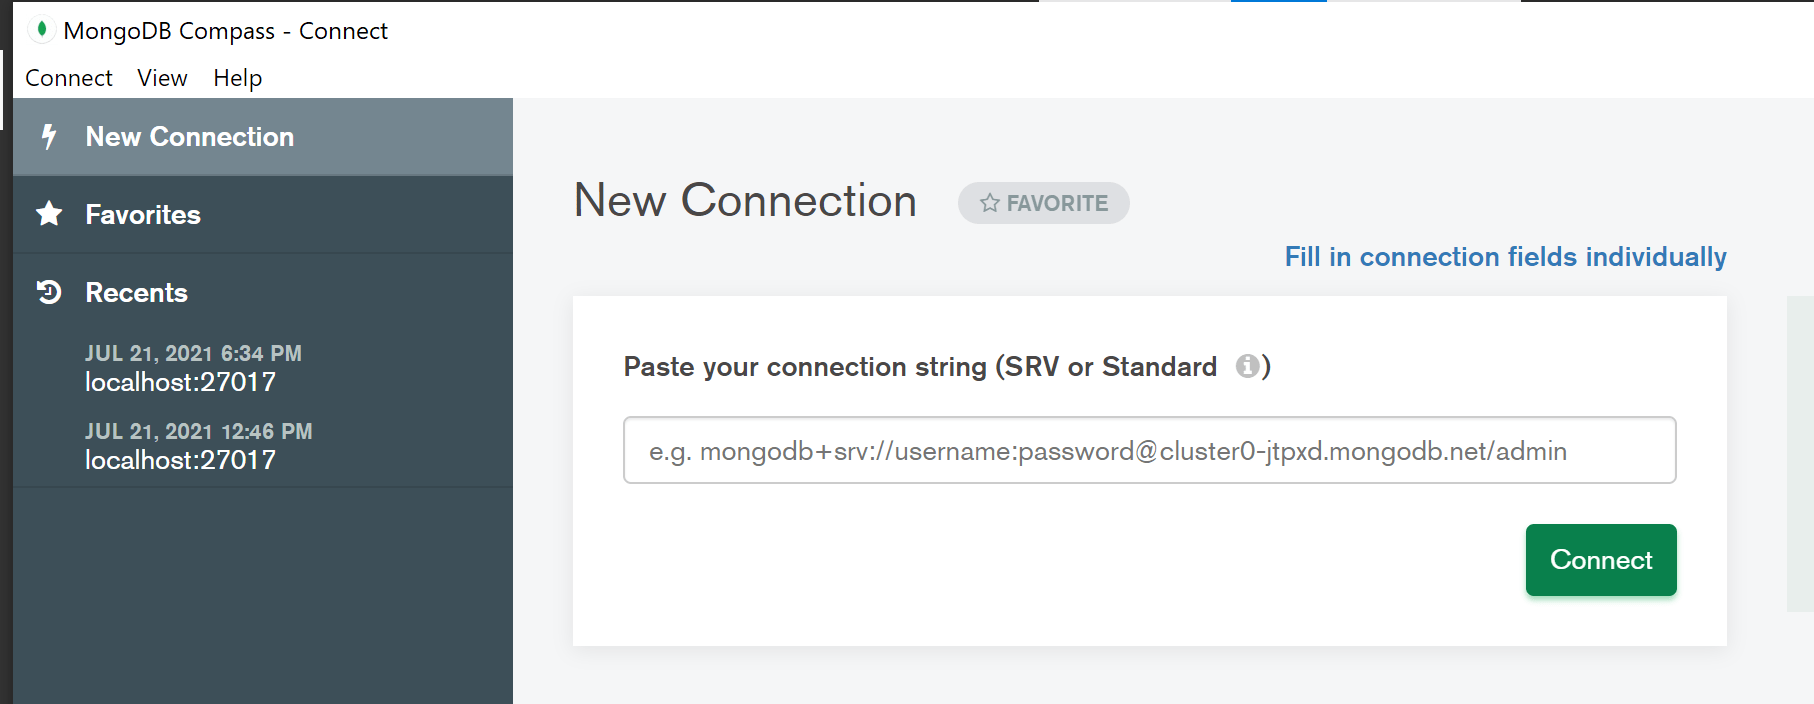 MongoDB Compass - Connect
Connect View Help
New Connection
Favorites
Recents
JUL 21, 2021 6:34 PM
localhost:27017
JUL 21, 2021 12:46 PM
localhost:27017
New Connection
FAVORITE
Fill in connection fields individually
Paste your connection string (SRV or Standard )
e.g. mongodb+srv://username:password@cluster0-jtpxd.mongodb.net/admin
Connect